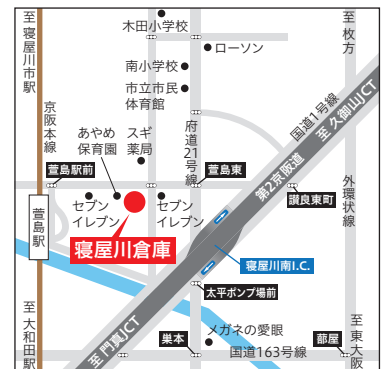 至寝屋川市駅
木田小学校
ローソン
至枚方
南小学校
市立市民
体育館
京阪本線
あやめ
保育園
スギ
薬局
府道21号線
国道1号線
至久御山JCT
第2京阪道
萱島駅前
萱島東
讃良東町
外環状線
セブン
イレブン
セブン
イレブン
萱島駅
寝屋川倉庫
寝屋川南I.C.
太平ポンプ場前
至大和田駅
至門真JCT
巣本
メガネの愛眼
国道163号線
蔀屋
至東大阪